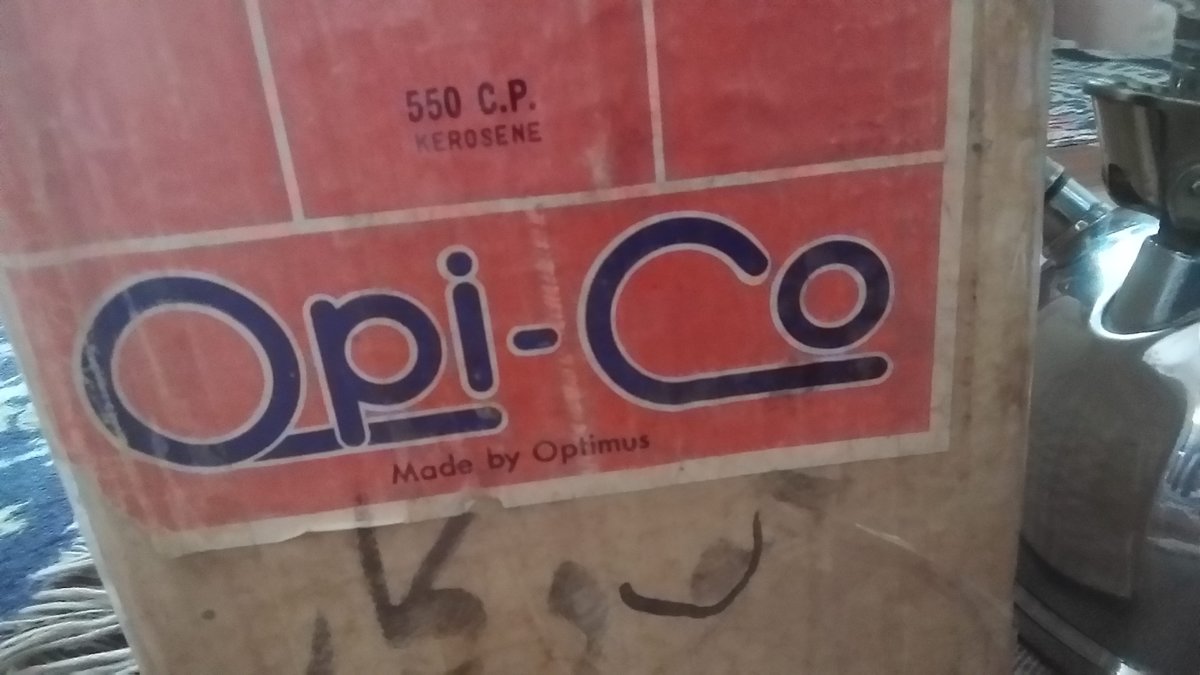 550 C.P.
KEROSENE
Opi-Co
Made by Optimus